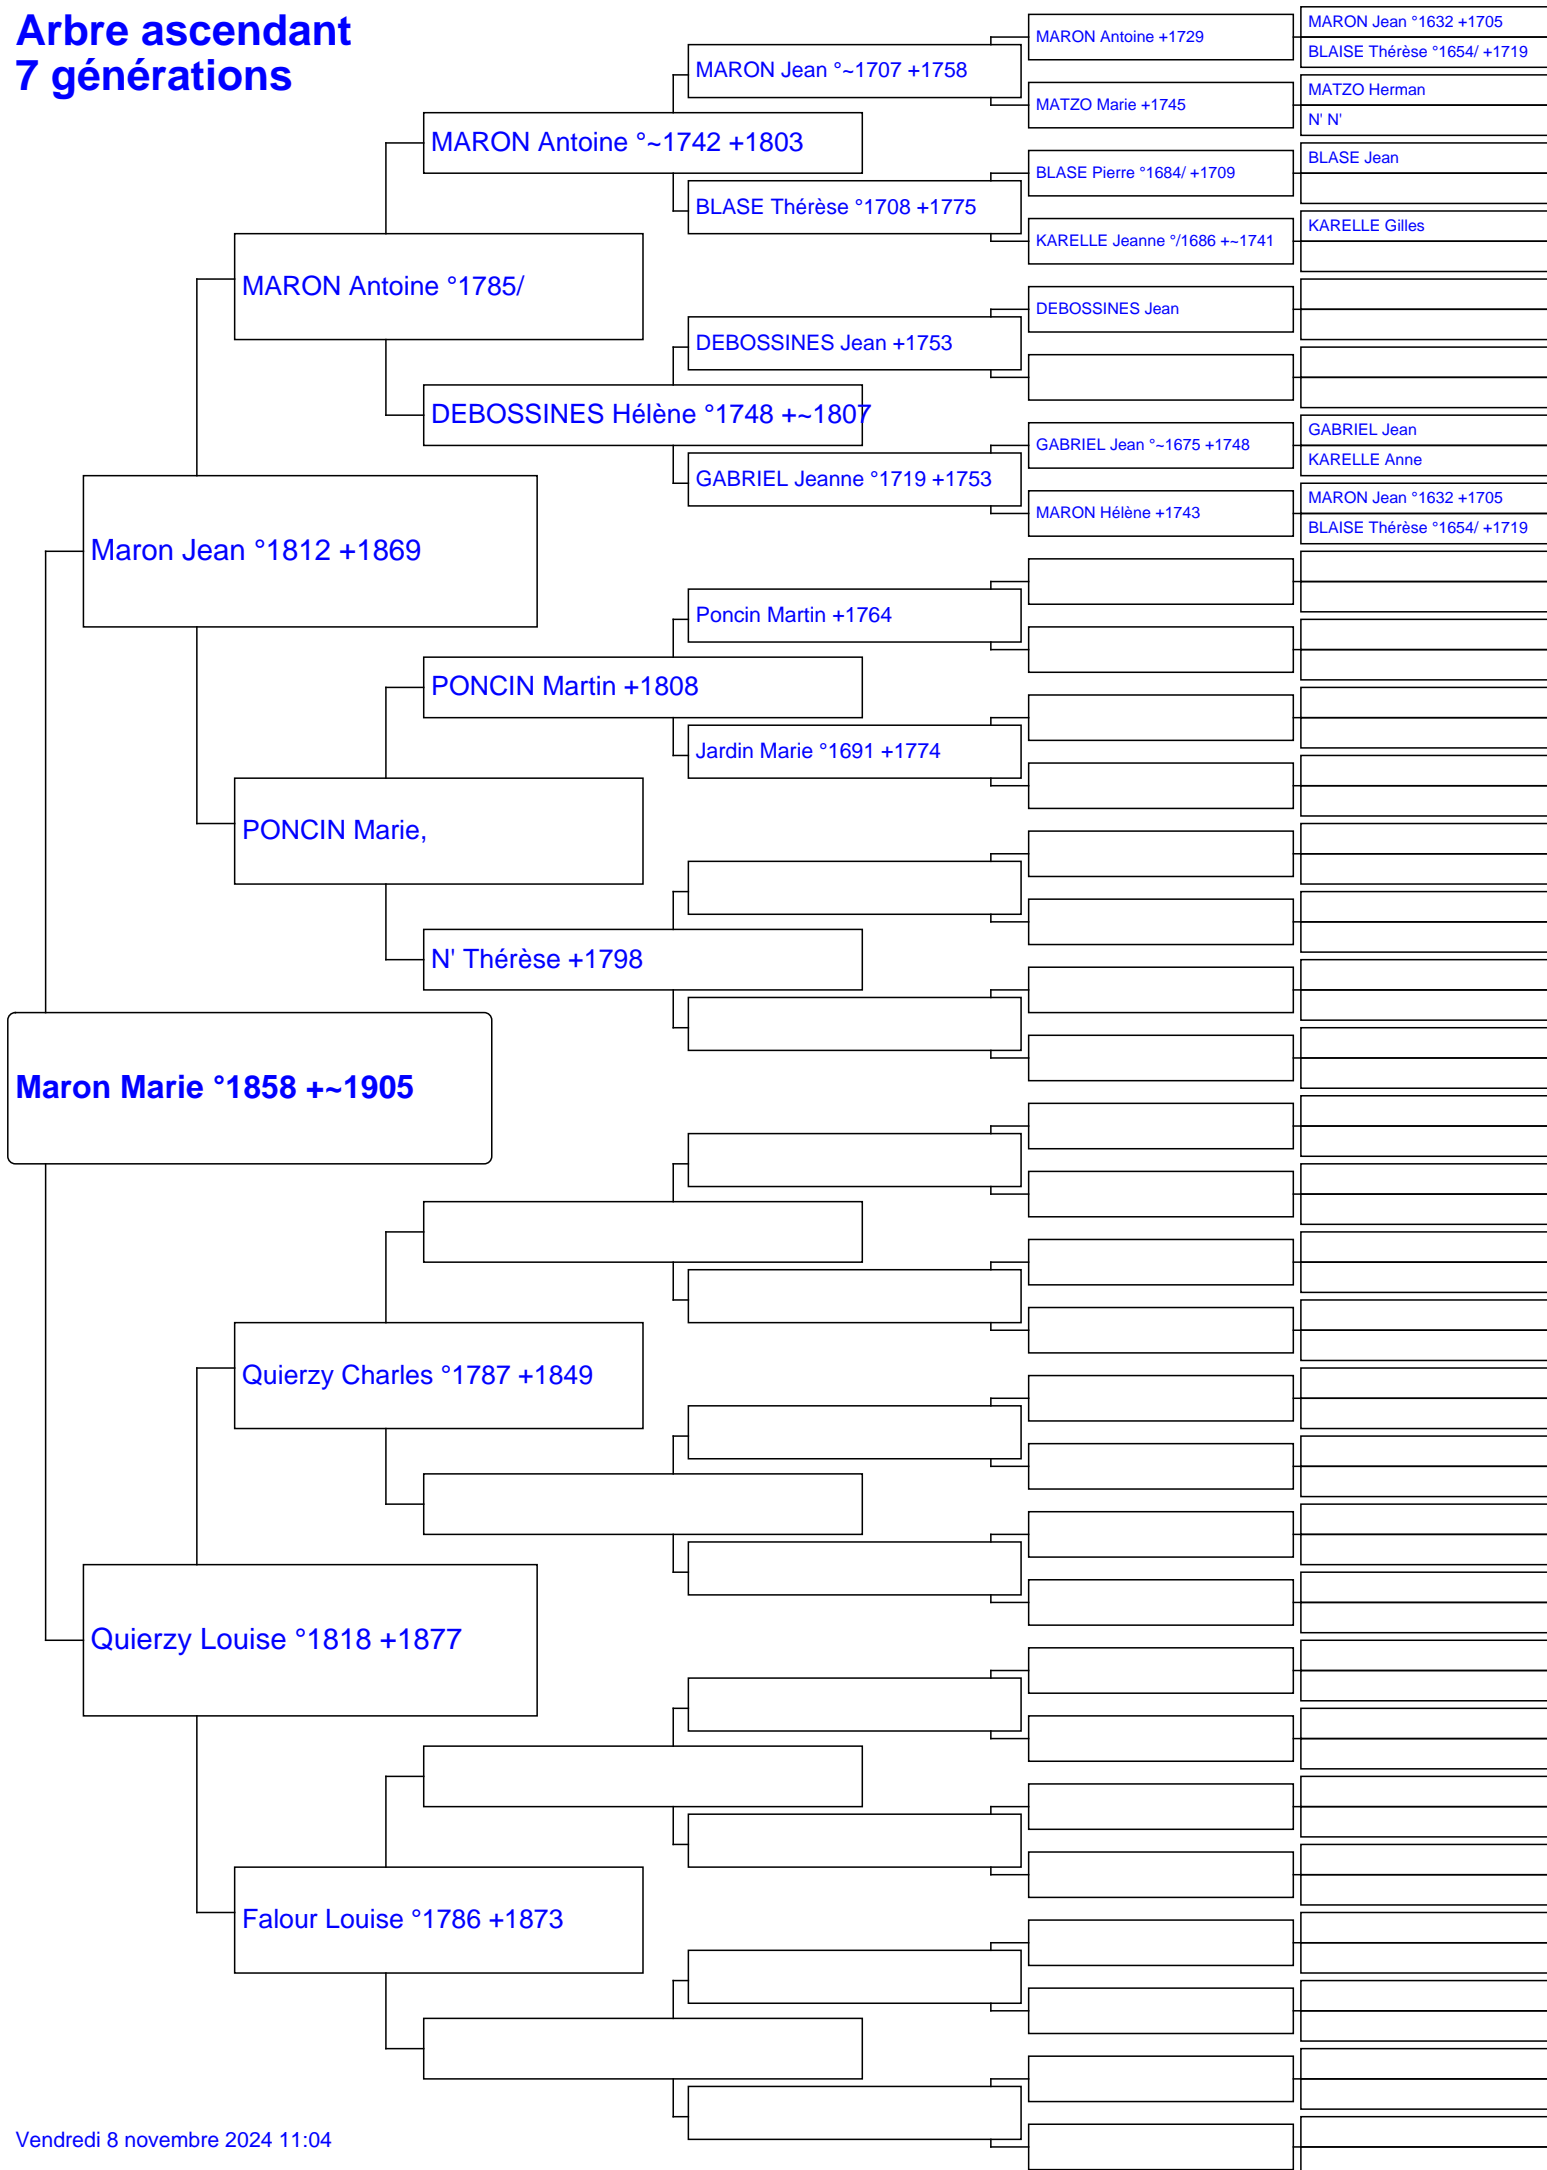 Arbre ascendant
7 générations
MARON Jean °1632 +1705
MARON Antoine +1729
BLAISE Thérèse °1654/ +1719
MARON Jean °~1707 +1758
MATZO Herman
MATZO Marie +1745
N' N'
MARON Antoine °~1742 +1803
BLASE Jean
BLASE Pierre °1684/ +1709
BLASE Thérèse °1708 +1775
KARELLE Gilles
KARELLE Jeanne °/1686 +~1741
MARON Antoine °1785/
DEBOSSINES Jean
DEBOSSINES Jean +1753
DEBOSSINES Hélène °1748 +~1807
GABRIEL Jean
GABRIEL Jean °~1675 +1748
KARELLE Anne
GABRIEL Jeanne °1719 +1753
MARON Jean °1632 +1705
MARON Hélène +1743
BLAISE Thérèse °1654/ +1719
Maron Jean °1812 +1869
Poncin Martin +1764
PONCIN Martin +1808
Jardin Marie °1691 +1774
PONCIN Marie,
N' Thérèse +1798
Maron Marie °1858 +~1905
Quierzy Charles °1787 +1849
Quierzy Louise °1818 +1877
Falour Louise °1786 +1873
Vendredi 8 novembre 2024 11:04